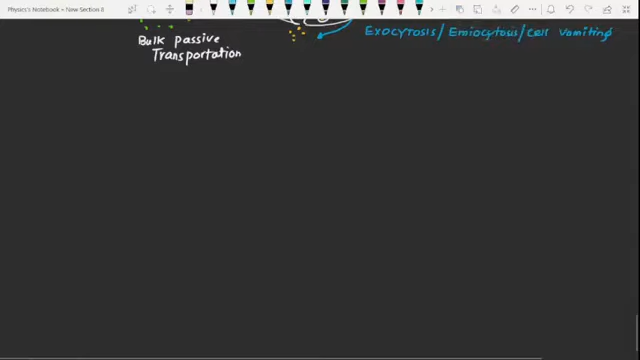 Physics's Notebook » New Section 8
EXOCYTOSIS/ Emiocytosis/Cell Vomiting
Bulk passive
Transportation